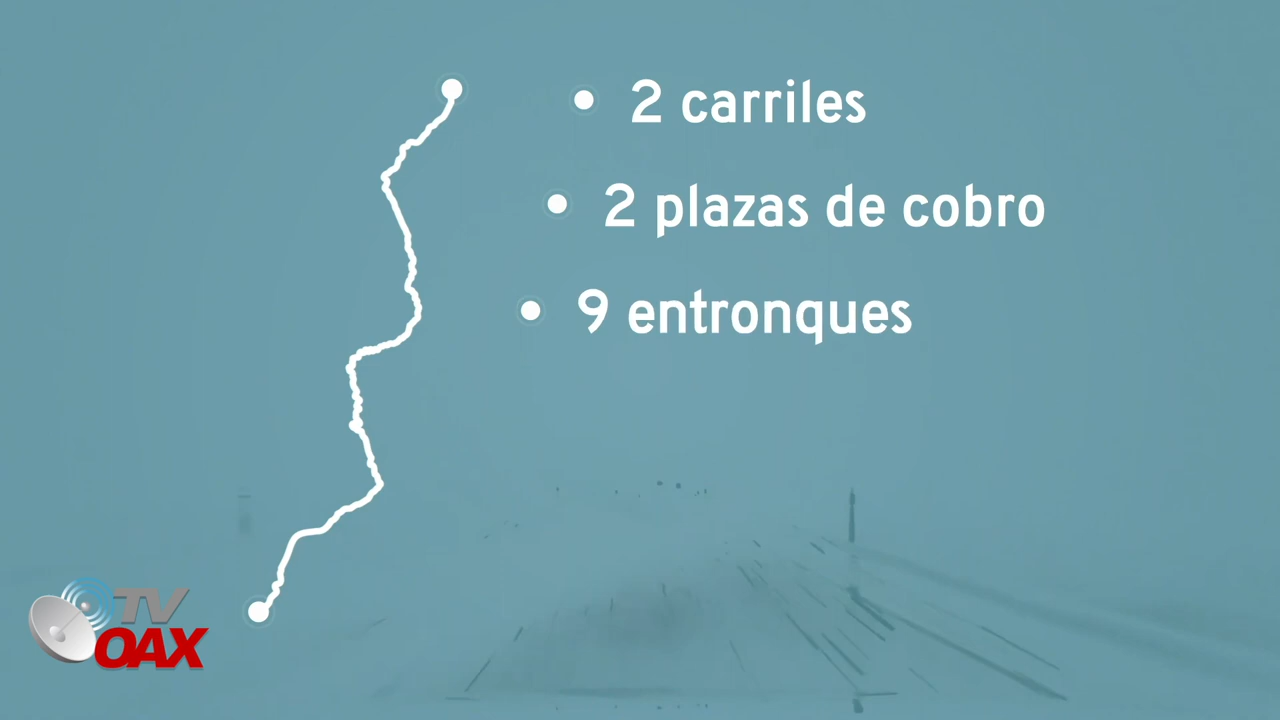 2 carriles
2 plazas de cobro
9 entronques
TV
OAX